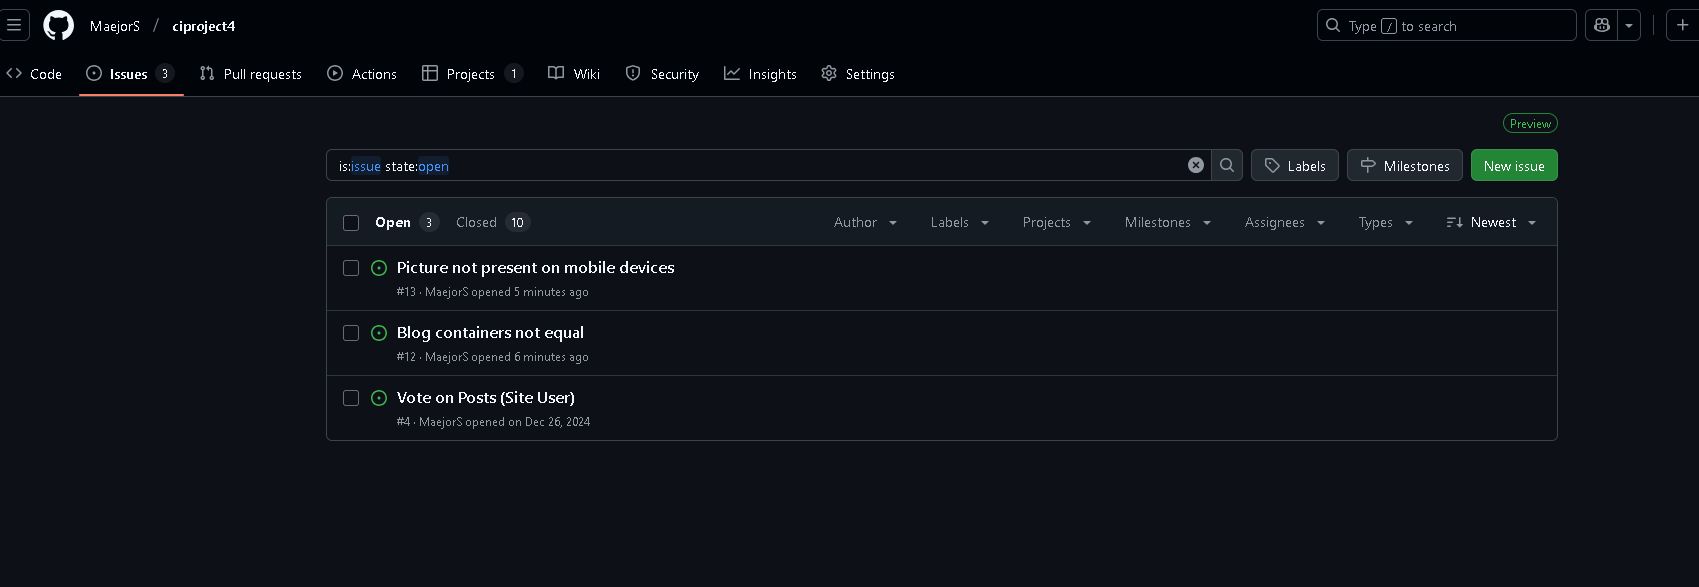 MaejorS / ciproject4 Type / to search
Code Issues 3 Pull requests Actions Projects 1 Wiki Security Insights Settings
Preview
is:issue state:open Labels Milestones New issue
Open 3 Closed 10 Author Labels Projects Milestones Assignees Types Newest
Picture not present on mobile devices
#13 · MaejorS opened 5 minutes ago
Blog containers not equal
#12 · MaejorS opened 6 minutes ago
Vote on Posts (Site User)
#4 · MaejorS opened on Dec 26, 2024